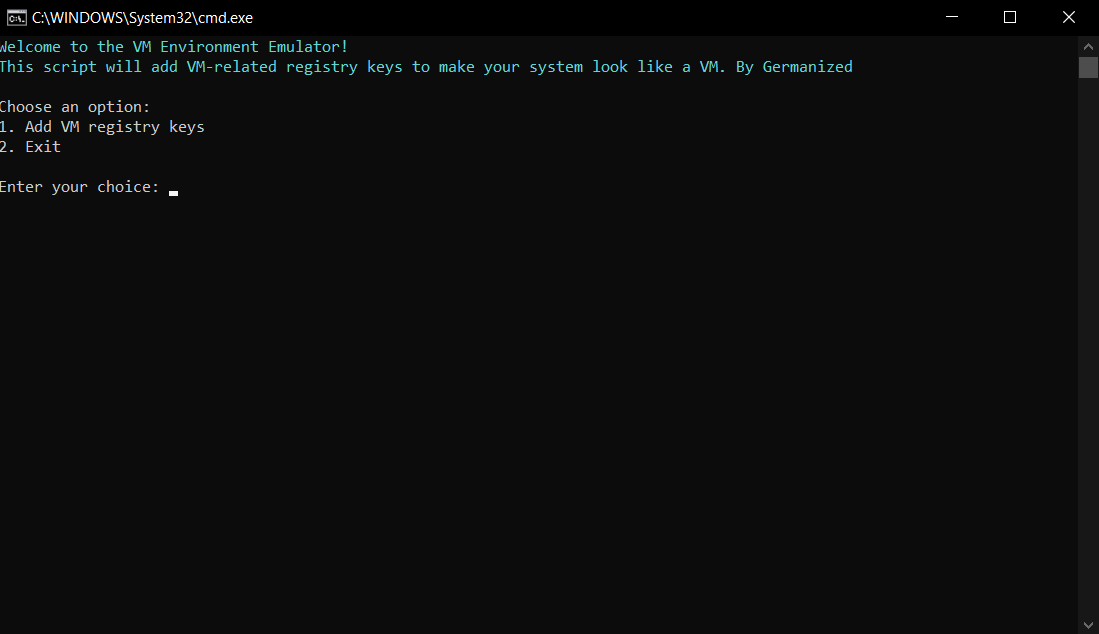 C:\WINDOWS\System32\cmd.exe
Welcome to the VM Environment Emulator!
This script will add VM-related registry keys to make your system look like a VM. By Germanized
Choose an option:
1. Add VM registry keys
2. Exit
Enter your choice: